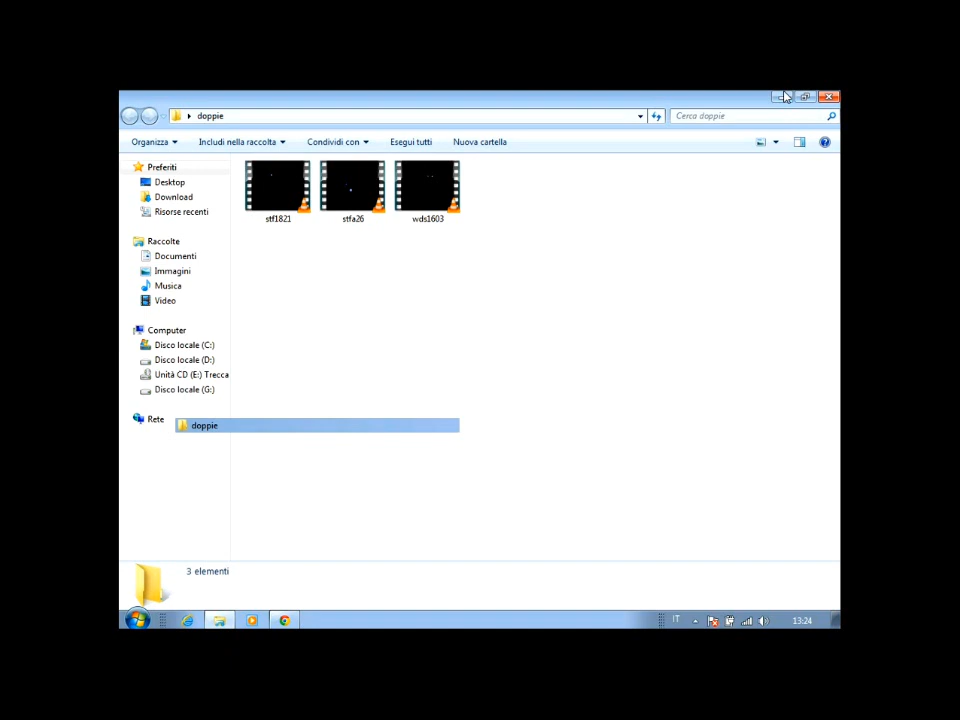 doppie
Cerca doppie
Organizza
Includi nella raccolta
Condividi con
Esegui tutti
Nuova cartella
Preferiti
Desktop
Download
Risorse recenti
Raccolte
Documenti
Immagini
Musica
Video
Computer
Disco locale (C:)
Disco locale (D:)
Unità CD (E:) Trecca
Disco locale (G:)
Rete
stf1821
stfa26
wds1603
doppie
3 elementi
IT
13:24